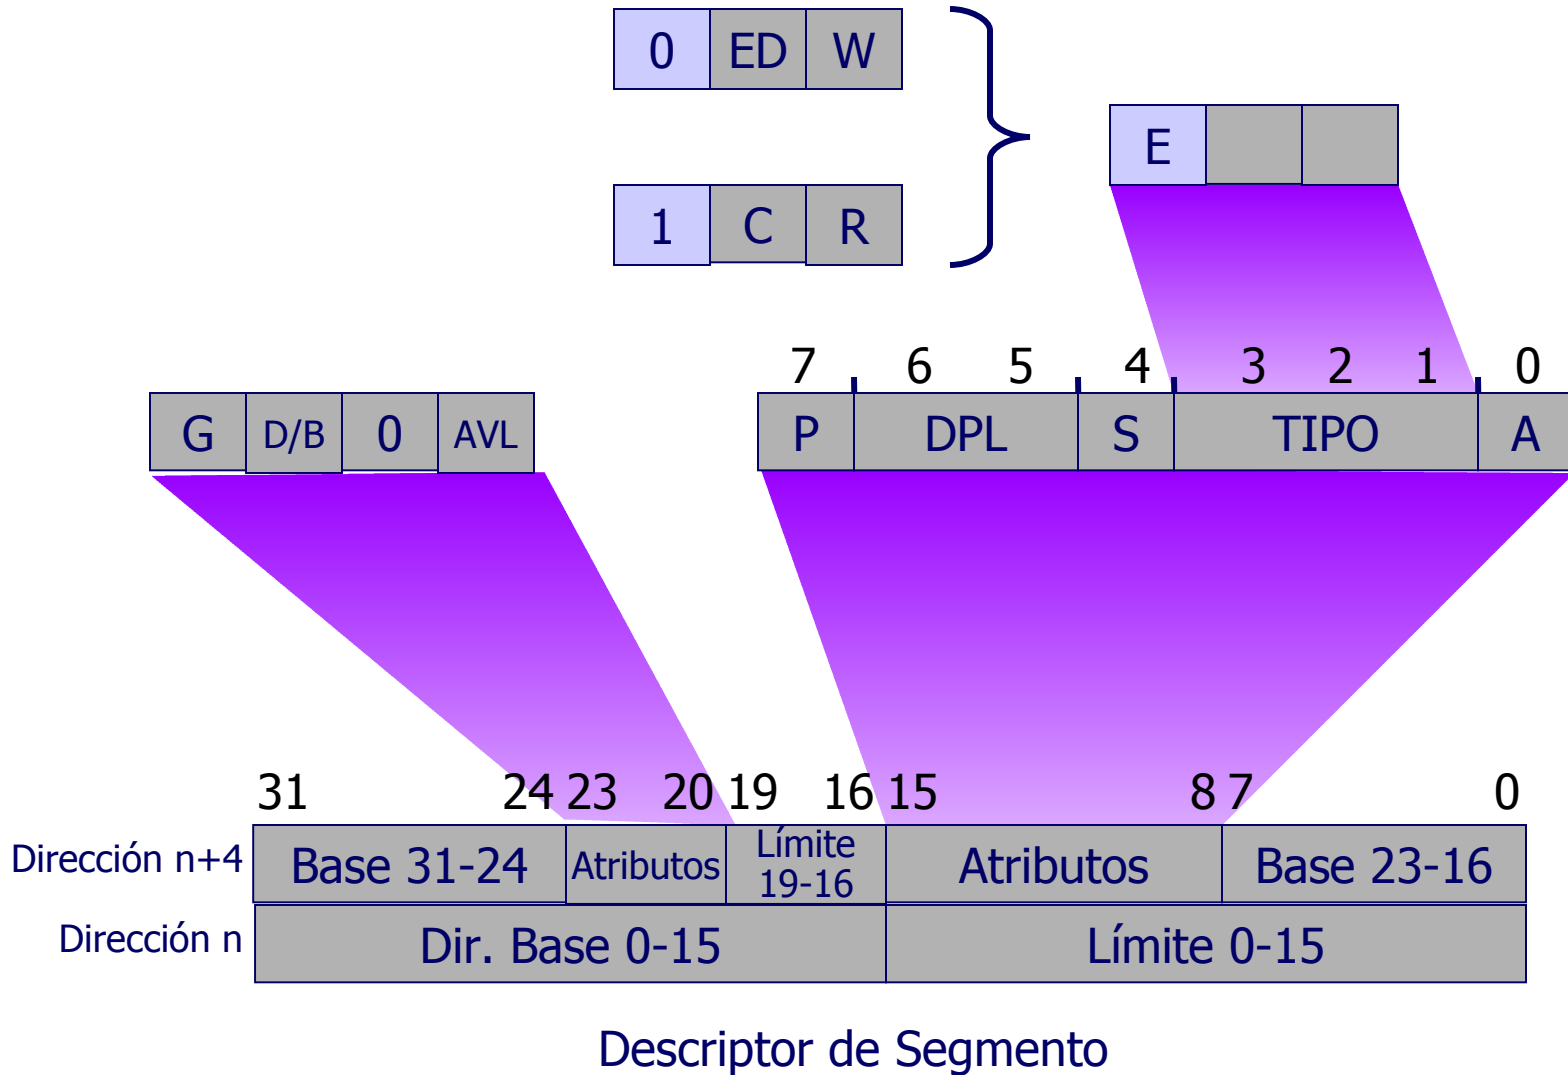 0 ED W
E
1 C R
7 6 5 4 3 2 1 0
G D/B 0 AVL
P DPL S TIPO A
31 24 23 20 19 16 15 8 7 0
Dirección n+4 Base 31-24 Atributos Límite 19-16 Atributos Base 23-16
Dirección n Dir. Base 0-15 Límite 0-15
Descriptor de Segmento